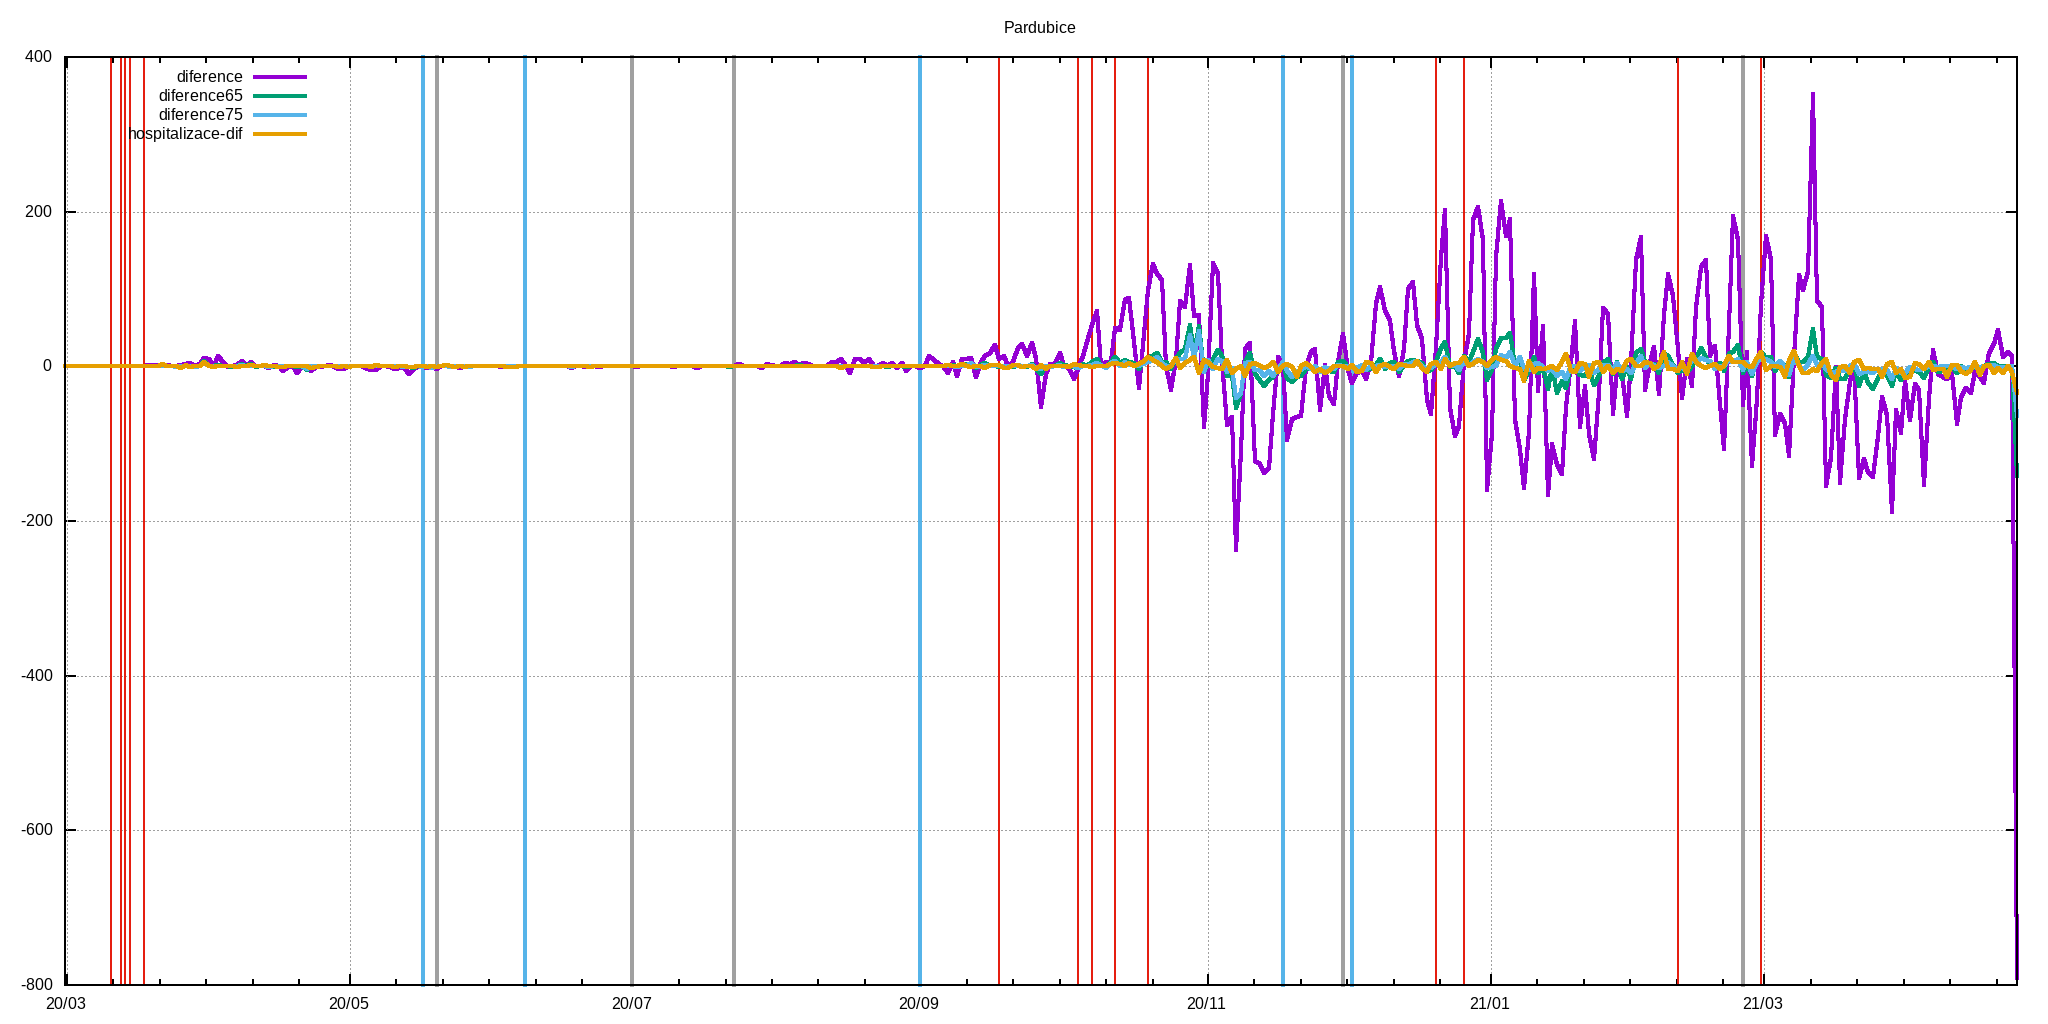 Pardubice
400
diference
diference65
diference75
hospitalizace-dif
200
0
-200
-400
-600
-800
20/03 20/05 20/07 20/09 20/11 21/01 21/03